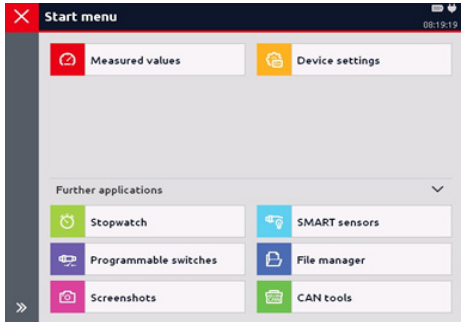 Start menu
08:19:19
Measured values
Device settings
Further applications
Stopwatch
SMART sensors
Programmable switches
File manager
Screenshots
CAN tools